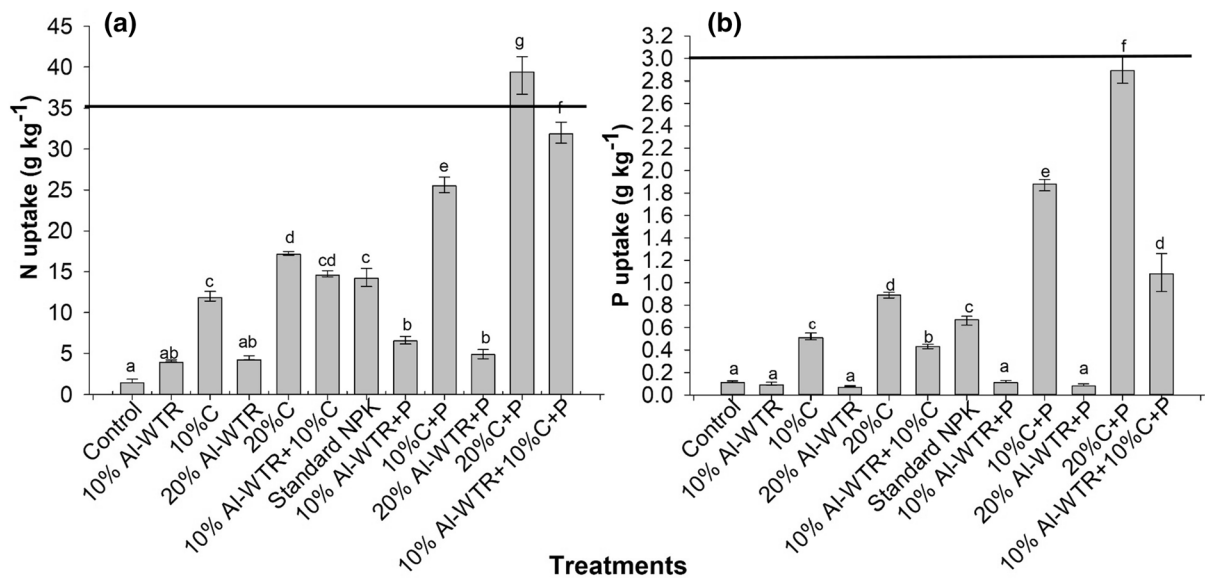 (a)
N uptake (g kg-1)
45
40
35
30
25
20
15
10
5
0
a
ab
c
ab
d
cd
c
b
e
b
g
f
Control
10% Al-WTR
10%C
20% Al-WTR
20%C
10% Al-WTR+10%C
Standard NPK
10% Al-WTR+P
10%C+P
20% Al-WTR+P
20%C+P
10% Al-WTR+10%C+P
(b)
P uptake (g kg-1)
3.2
3.0
2.8
2.6
2.4
2.2
2.0
1.8
1.6
1.4
1.2
1.0
0.8
0.6
0.4
0.2
0.0
a
a
c
a
d
b
c
a
e
a
f
d
Control
10% Al-WTR
10%C
20% Al-WTR
20%C
10% Al-WTR+10%C
Standard NPK
10% Al-WTR+P
10%C+P
20% Al-WTR+P
20%C+P
10% Al-WTR+10%C+P
Treatments